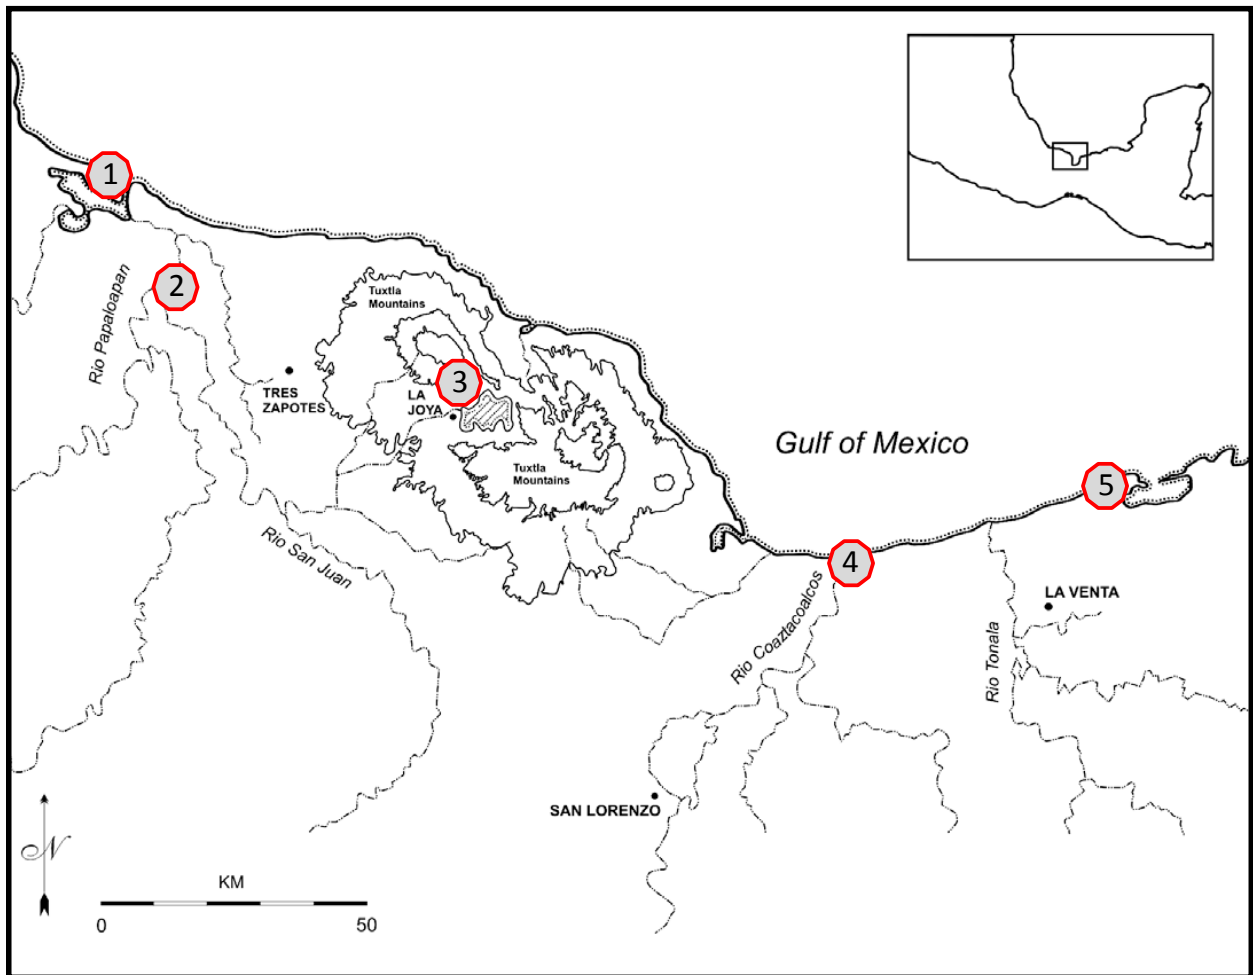 1
2
Rio Papaloapan
Tuxtla
Mountains
TRES
ZAPOTES
3
LA
JOYA
Tuxtla
Mountains
Gulf of Mexico
5
4
Rio San Juan
Rio Coaztacoalcos
LA VENTA
Rio Tonala
SAN LORENZO
N
KM
0
50